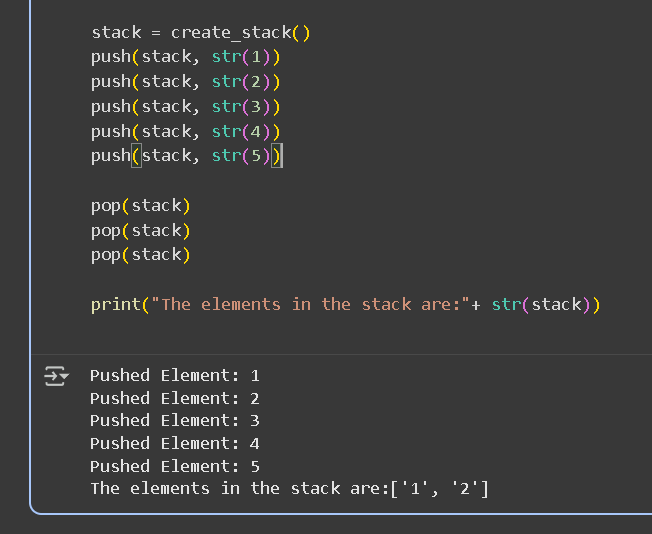 stack = create_stack()
push(stack, str(1))
push(stack, str(2))
push(stack, str(3))
push(stack, str(4))
push(stack, str(5))
pop(stack)
pop(stack)
pop(stack)
print("The elements in the stack are:"+ str(stack))
Pushed Element: 1
Pushed Element: 2
Pushed Element: 3
Pushed Element: 4
Pushed Element: 5
The elements in the stack are:['1', '2']